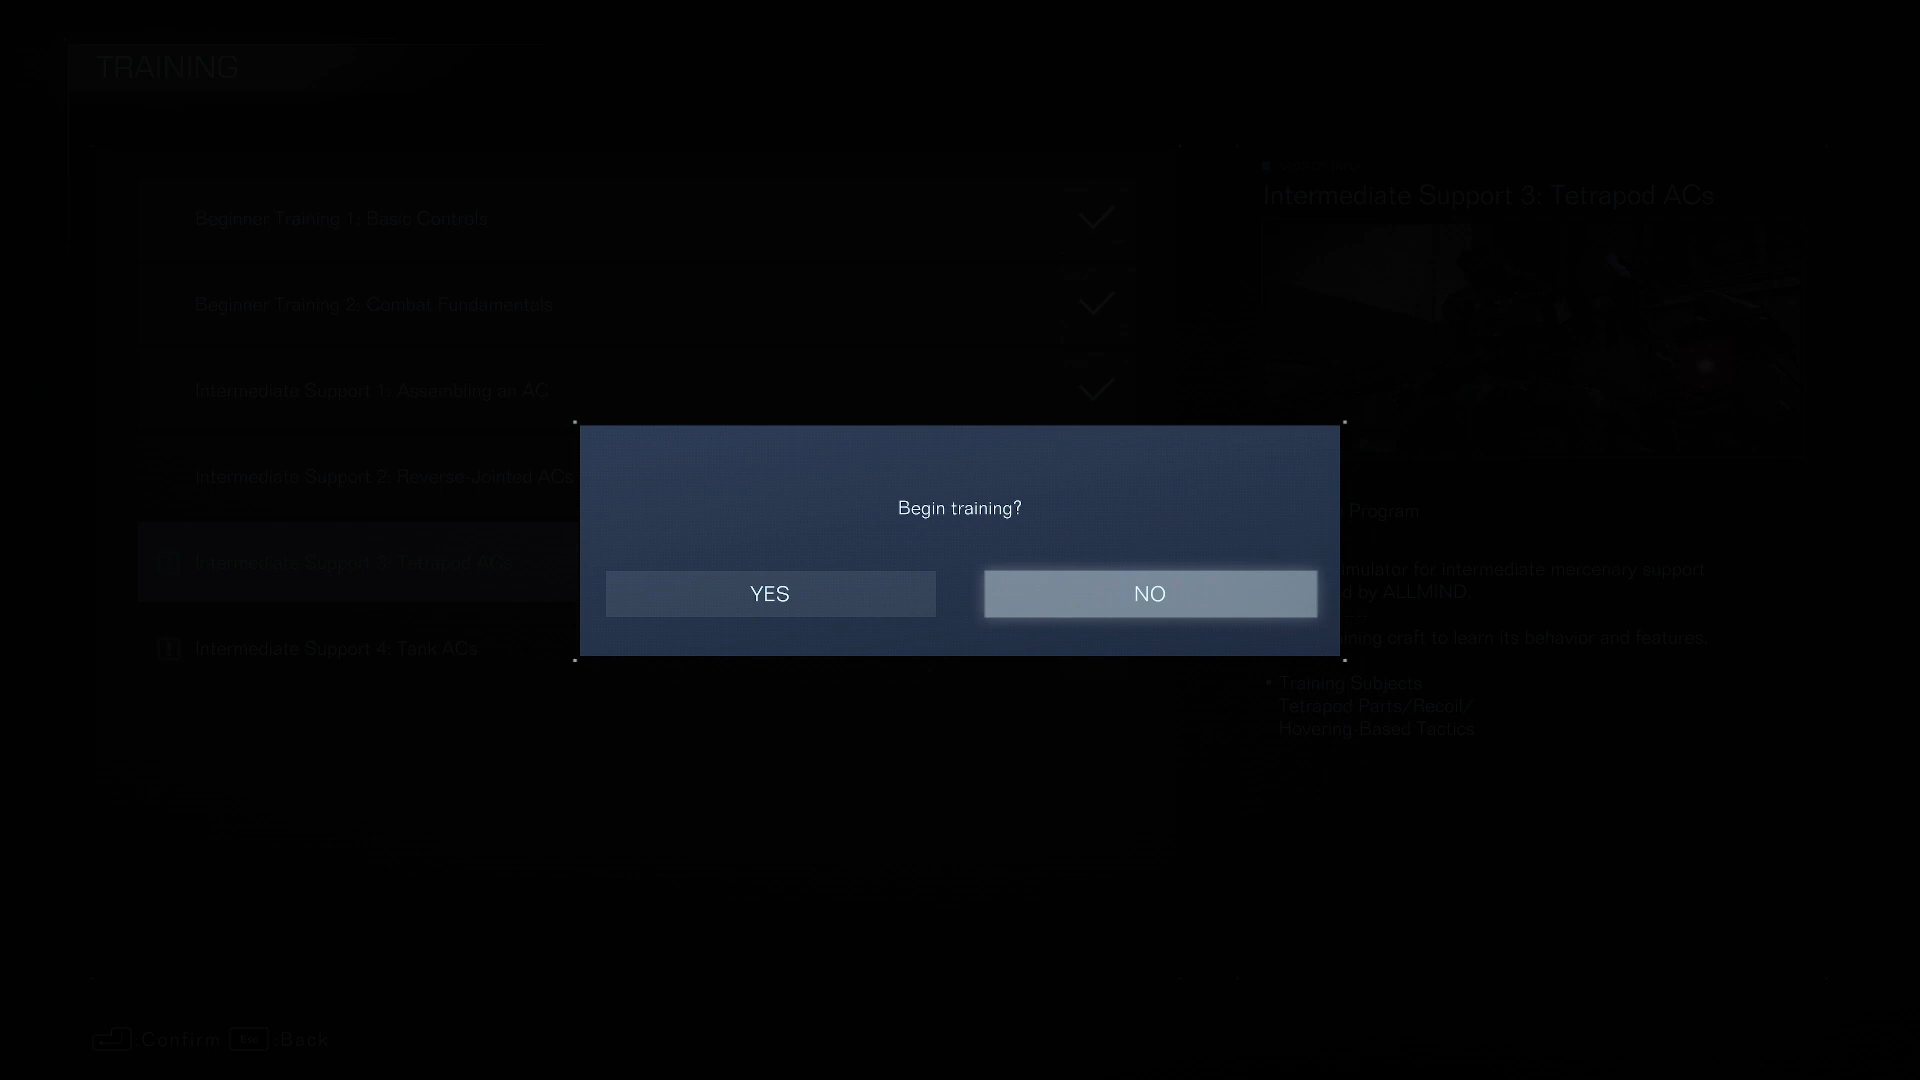 TRAINING
Beginner Training 1: Basic Controls
Beginner Training 2: Combat Fundamentals
Intermediate Support 1: Assembling an AC
Intermediate Support 2: Reverse-Jointed ACs
Intermediate Support 3: Tetrapod ACs
Intermediate Support 4: Tank ACs
Intermediate Support 3: Tetrapod ACs
Program
mulator for intermediate mercenary support
d by ALLMIND.
ining craft to learn its behavior and features.
• Training Subjects
Tetrapod Parts/Recoil/
Hovering-Based Tactics
Begin training?
YES
NO
:Confirm Esc :Back